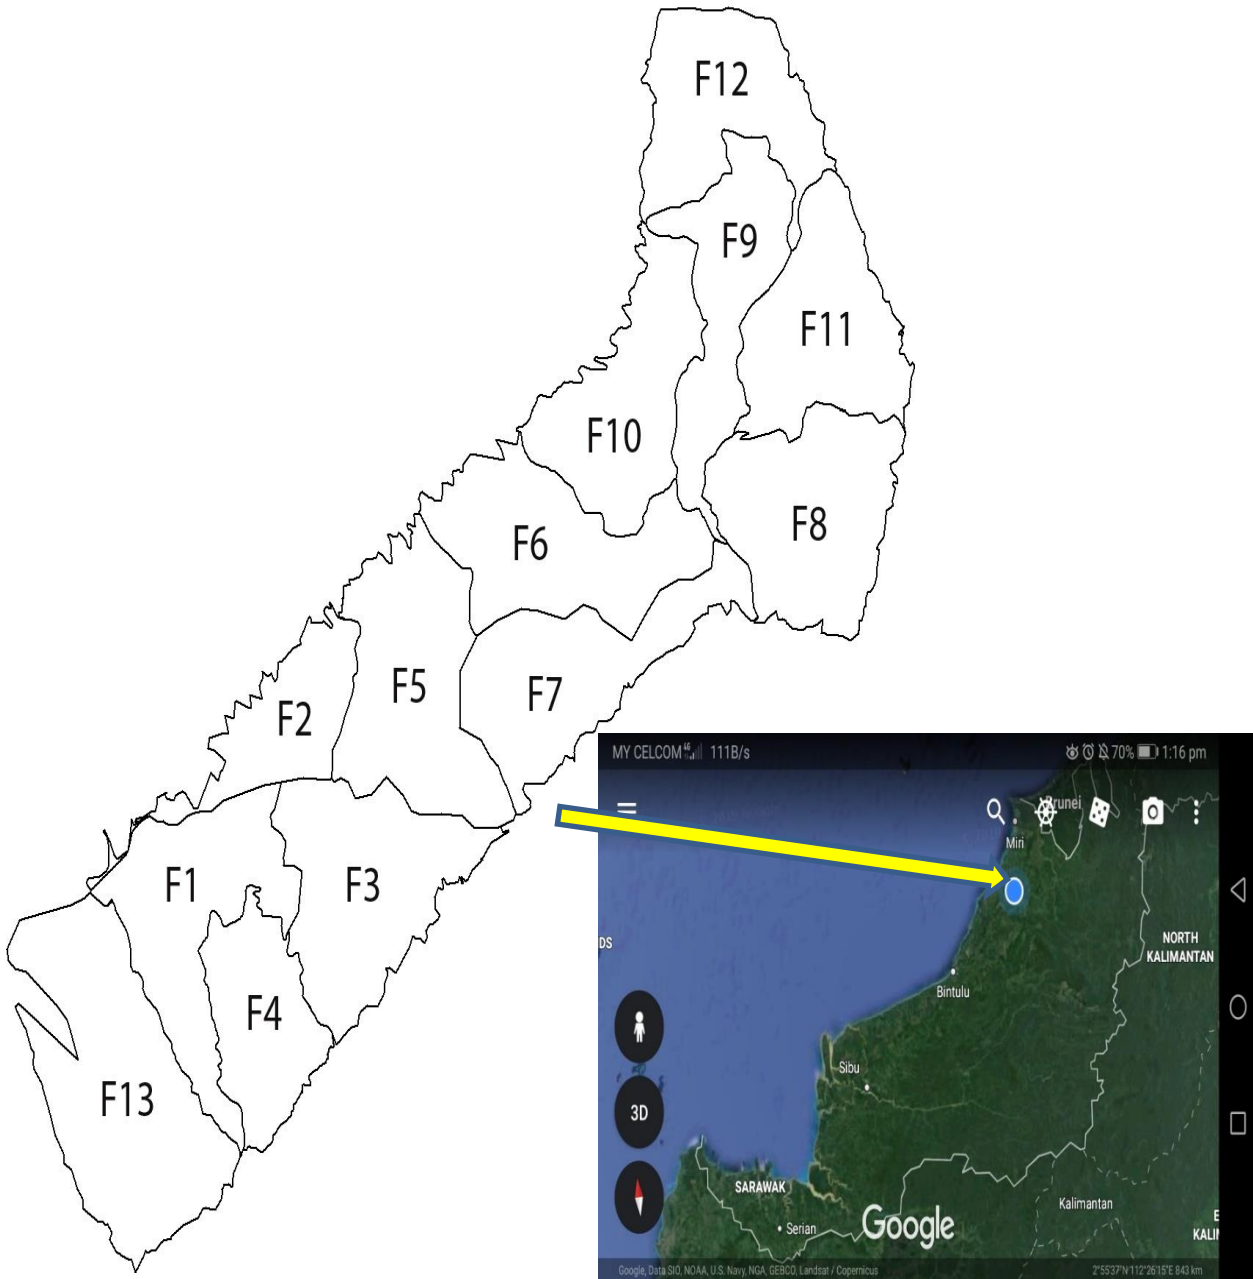 F12
F9
F11
F10
F8
F6
F5
F7
F2
F1
F3
F4
F13
MY CELCOM 111B/s
70% 1:16 pm
Brunei
Miri
DS
NORTH
KALIMANTAN
Bintulu
Sibu
3D
SARAWAK
Serian
Kalimantan
Google
E
KALI
Google, Data SIO, NOAA, U.S. Navy, NGA, GEBCO, Landsat / Copernicus
2°55'37"N 112°26'15"E 843 km